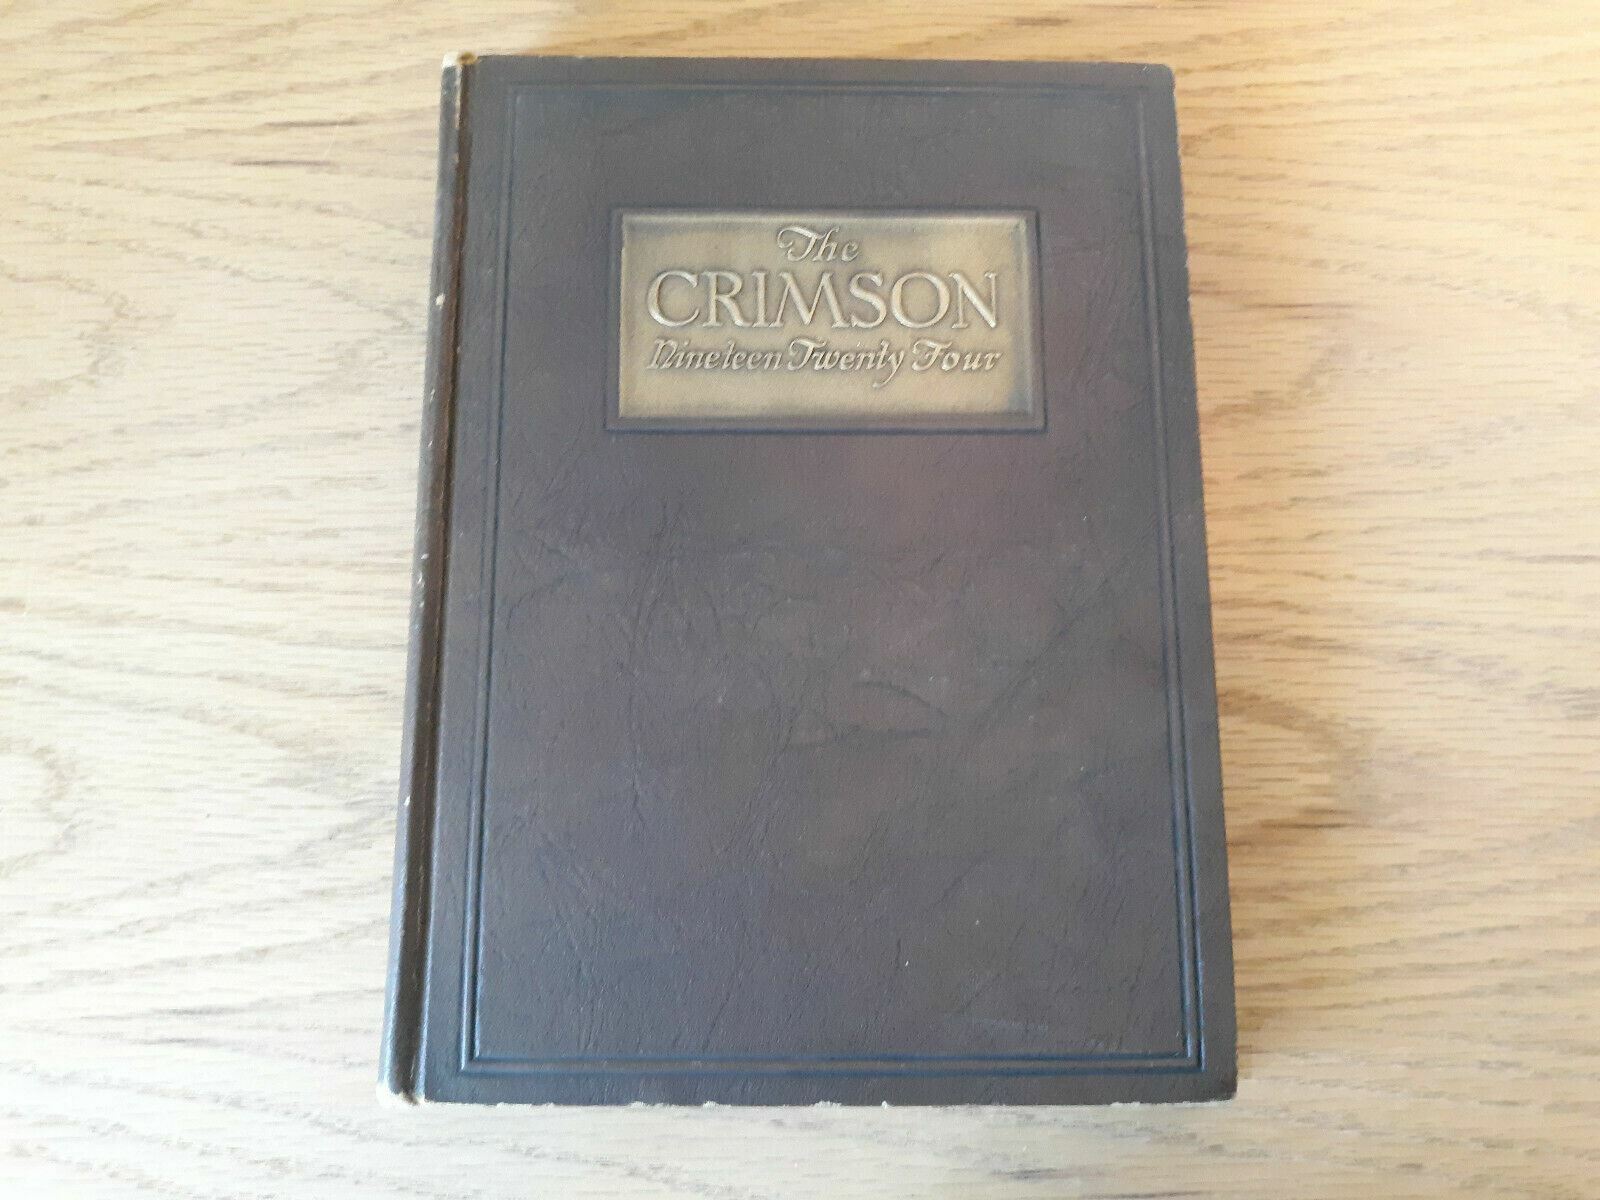 The
CRIMSON
Nineteen Twenty Four